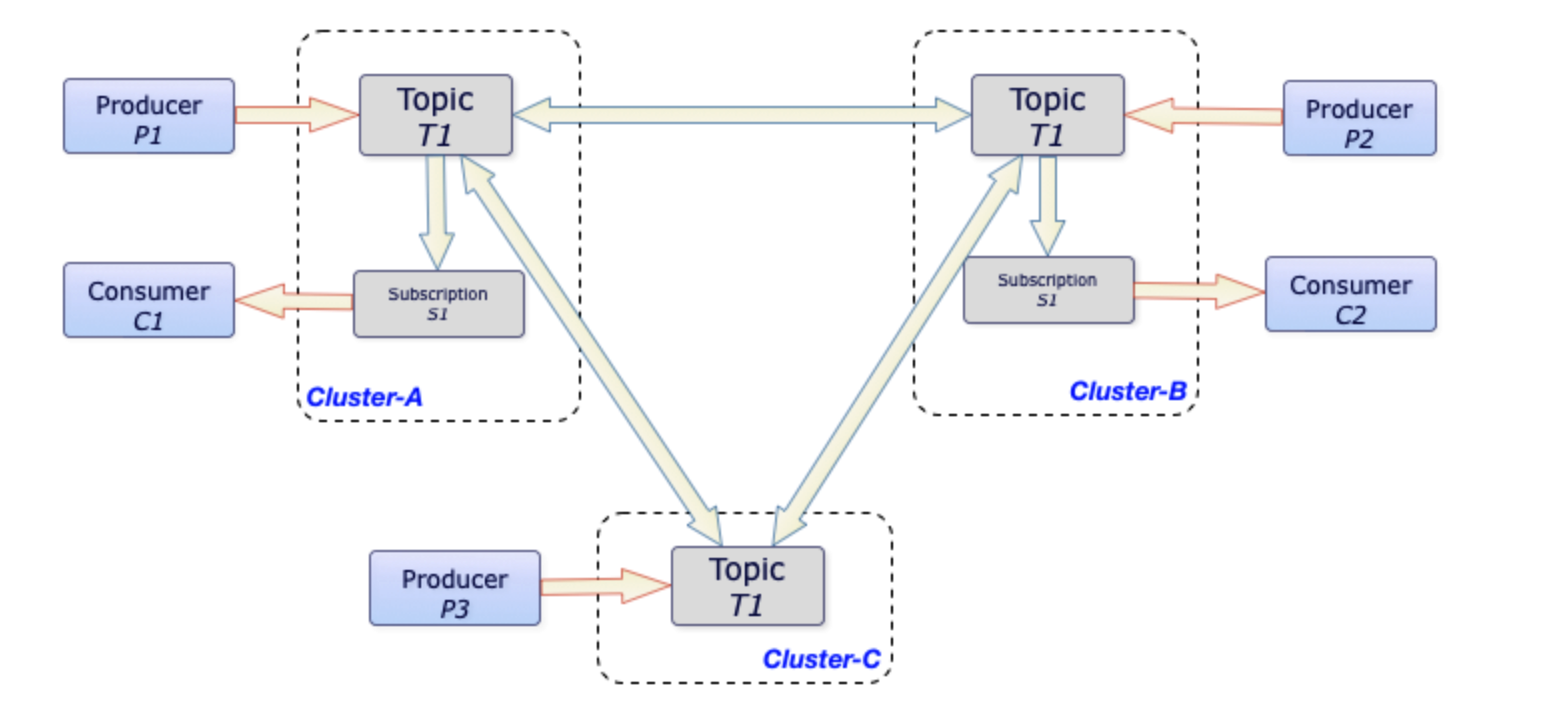 Producer
P1
Topic
T1
Topic
T1
Producer
P2
Consumer
C1
Subscription
S1
Subscription
S1
Consumer
C2
Cluster-A
Cluster-B
Producer
P3
Topic
T1
Cluster-C